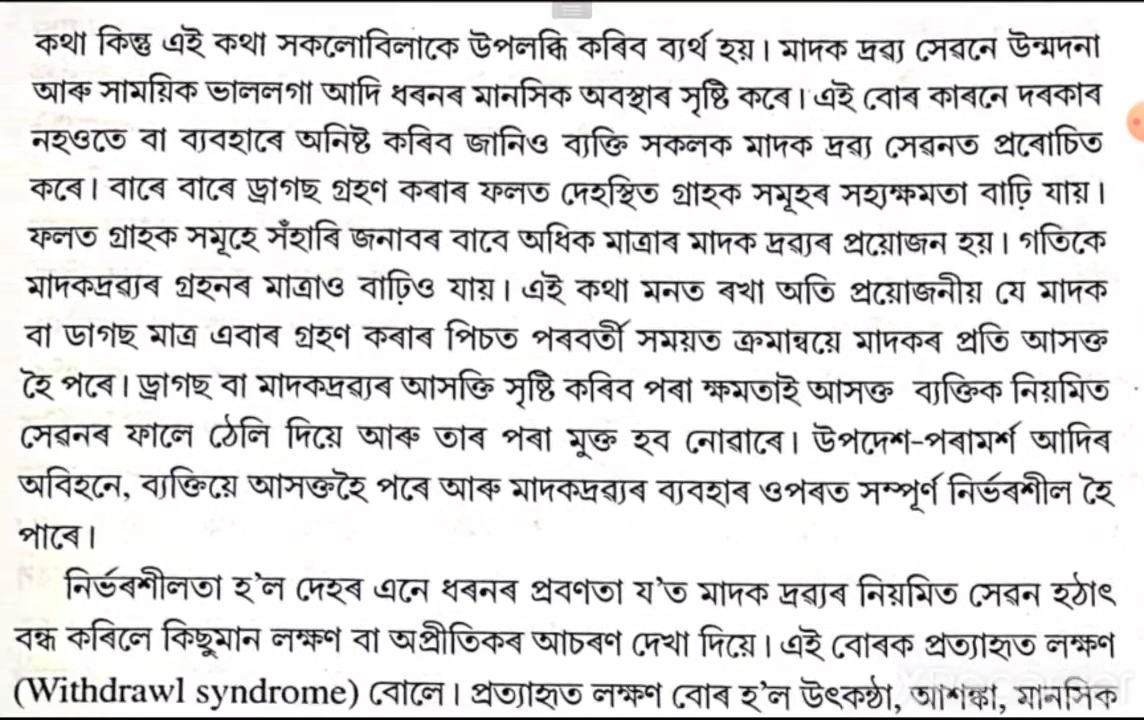 কথা কিন্তু এই কথা সকলোবিলাকে উপলব্ধি কৰিব ব্যৰ্থ হয়। মাদক দ্ৰব্য সেৱনে উন্মদনা
আৰু সাময়িক ভাললগা আদি ধৰনৰ মানসিক অবস্থাৰ সৃষ্টি কৰে। এই বোৰ কাৰনে দৰকাৰ
নহওতে বা ব্যবহাৰে অনিষ্ট কৰিব জানিও ব্যক্তি সকলক মাদক দ্ৰব্য সেৱনত প্ৰৰোচিত
কৰে। বাৰে বাৰে ড্ৰাগছ গ্ৰহণ কৰাৰ ফলত দেহস্থিত গ্ৰাহক সমূহৰ সহ্যক্ষমতা বাঢ়ি যায়।
ফলত গ্ৰাহক সমূহে সঁহাৰি জনাবৰ বাবে অধিক মাত্ৰাৰ মাদক দ্ৰব্যৰ প্ৰয়োজন হয়। গতিকে
মাদকদ্ৰব্যৰ গ্ৰহনৰ মাত্ৰাও বাঢ়িও যায়। এই কথা মনত ৰখা অতি প্ৰয়োজনীয় যে মাদক
বা ডাগছ মাত্ৰ এবাৰ গ্ৰহণ কৰাৰ পিচত পৰবৰ্তী সময়ত ক্ৰমান্বয়ে মাদকৰ প্ৰতি আসক্ত
হৈ পৰে। ড্ৰাগছ বা মাদকদ্ৰব্যৰ আসক্তি সৃষ্টি কৰিব পৰা ক্ষমতাই আসক্ত ব্যক্তিক নিয়মিত
সেৱনৰ ফালে ঠেলি দিয়ে আৰু তাৰ পৰা মুক্ত হব নোৱাৰে। উপদেশ-পৰামৰ্শ আদিৰ
অবিহনে, ব্যক্তিয়ে আসক্তহৈ পৰে আৰু মাদকদ্ৰব্যৰ ব্যবহাৰ ওপৰত সম্পূৰ্ণ নিৰ্ভৰশীল হৈ
পাৰে।
নিৰ্ভৰশীলতা হ'ল দেহৰ এনে ধৰনৰ প্ৰবণতা য'ত মাদক দ্ৰব্যৰ নিয়মিত সেৱন হঠাৎ
বন্ধ কৰিলে কিছুমান লক্ষণ বা অপ্ৰীতিকৰ আচৰণ দেখা দিয়ে। এই বোৰক প্ৰত্যাহৃত লক্ষণ
(Withdrawl syndrome) বোলে। প্ৰত্যাহৃত লক্ষণ বোৰ হ'ল উৎকণ্ঠা, আশঙ্কা, মানসিক